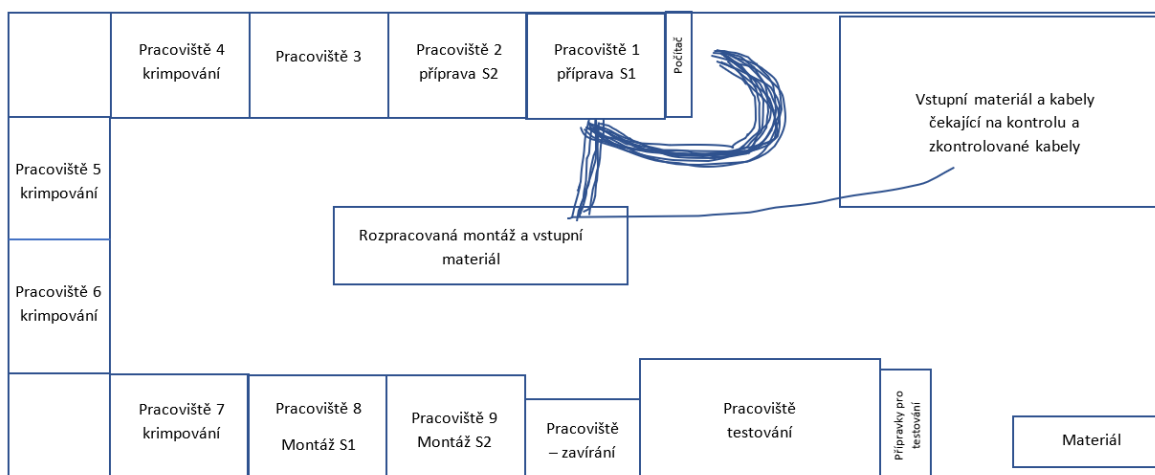 Pracoviště 4
krimpování
Pracoviště 3
Pracoviště 2
příprava S2
Pracoviště 1
příprava S1
Počítač
Vstupní materiál a kabely
čekající na kontrolu a
zkontrolované kabely
Pracoviště 5
krimpování
Rozpracovaná montáž a vstupní
materiál
Pracoviště 6
krimpování
Pracoviště 7
krimpování
Pracoviště 8
Montáž S1
Pracoviště 9
Montáž S2
Pracoviště
– zavírání
Pracoviště
testování
Přípravky pro
testování
Materiál